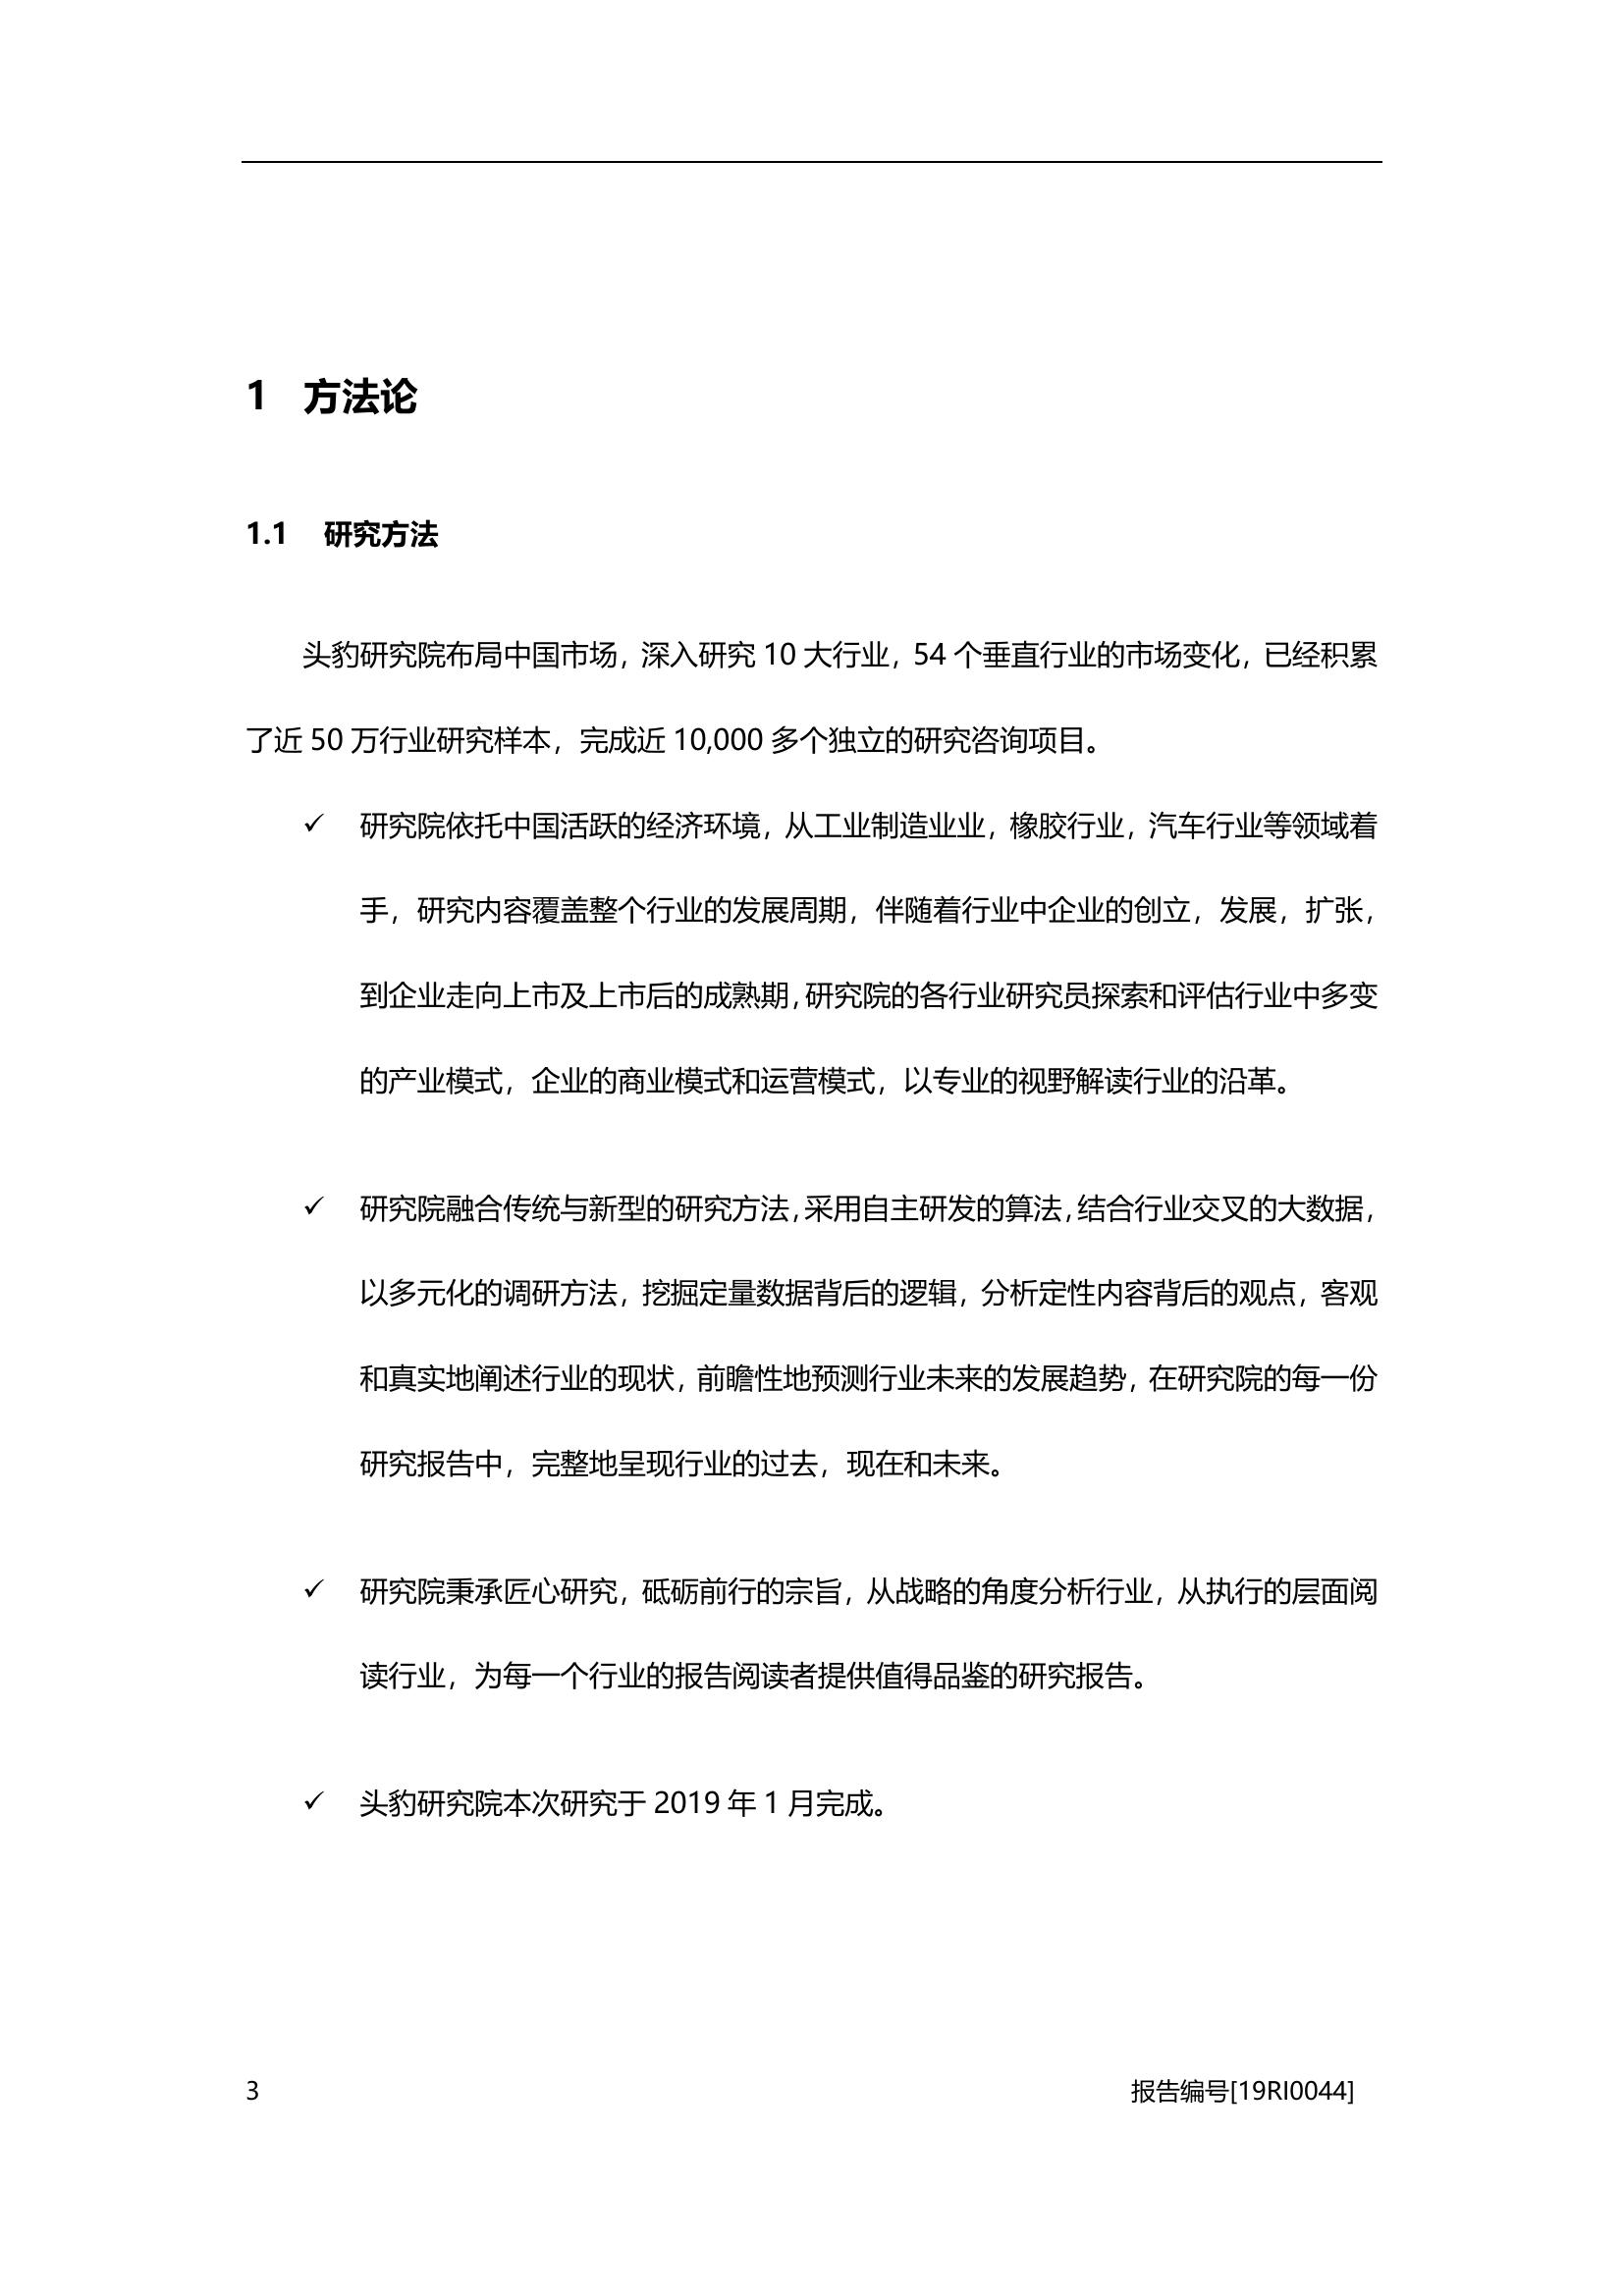 1 方法论
1.1 研究方法
头豹研究院布局中国市场，深入研究 10 大行业，54 个垂直行业的市场变化，已经积累
了近 50 万行业研究样本，完成近 10,000 多个独立的研究咨询项目。
✓ 研究院依托中国活跃的经济环境，从工业制造业业，橡胶行业，汽车行业等领域着
手，研究内容覆盖整个行业的发展周期，伴随着行业中企业的创立，发展，扩张，
到企业走向上市及上市后的成熟期，研究院的各行业研究员探索和评估行业中多变
的产业模式，企业的商业模式和运营模式，以专业的视野解读行业的沿革。
✓ 研究院融合传统与新型的研究方法，采用自主研发的算法，结合行业交叉的大数据，
以多元化的调研方法，挖掘定量数据背后的逻辑，分析定性内容背后的观点，客观
和真实地阐述行业的现状，前瞻性地预测行业未来的发展趋势，在研究院的每一份
研究报告中，完整地呈现行业的过去，现在和未来。
✓ 研究院秉承匠心研究，砥砺前行的宗旨，从战略的角度分析行业，从执行的层面阅
读行业，为每一个行业的报告阅读者提供值得品鉴的研究报告。
✓ 头豹研究院本次研究于 2019 年 1 月完成。
3 报告编号[19RI0044]